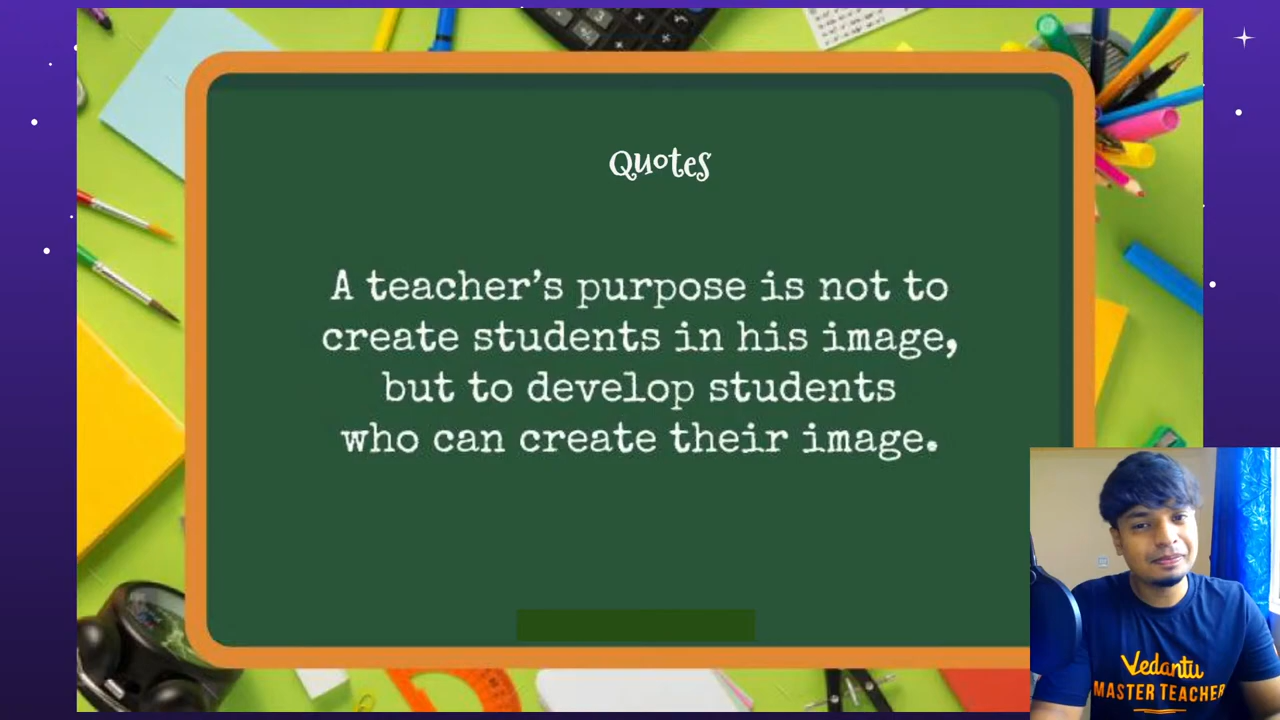 Quotes
A teacher’s purpose is not to
create students in his image,
but to develop students
who can create their image.
Vedantu
MASTER TEACHER